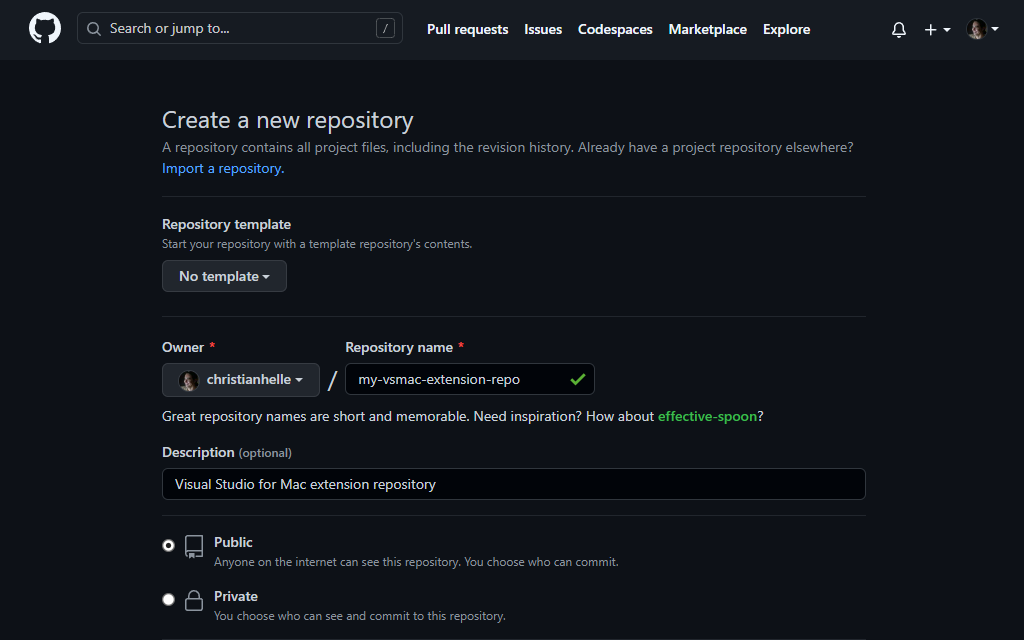 Search or jump to... /
Pull requests Issues Codespaces Marketplace Explore
Create a new repository
A repository contains all project files, including the revision history. Already have a project repository elsewhere?
Import a repository.
Repository template
Start your repository with a template repository's contents.
No template
Owner * Repository name *
christianhelle / my-vsmac-extension-repo
Great repository names are short and memorable. Need inspiration? How about effective-spoon?
Description (optional)
Visual Studio for Mac extension repository
Public
Anyone on the internet can see this repository. You choose who can commit.
Private
You choose who can see and commit to this repository.